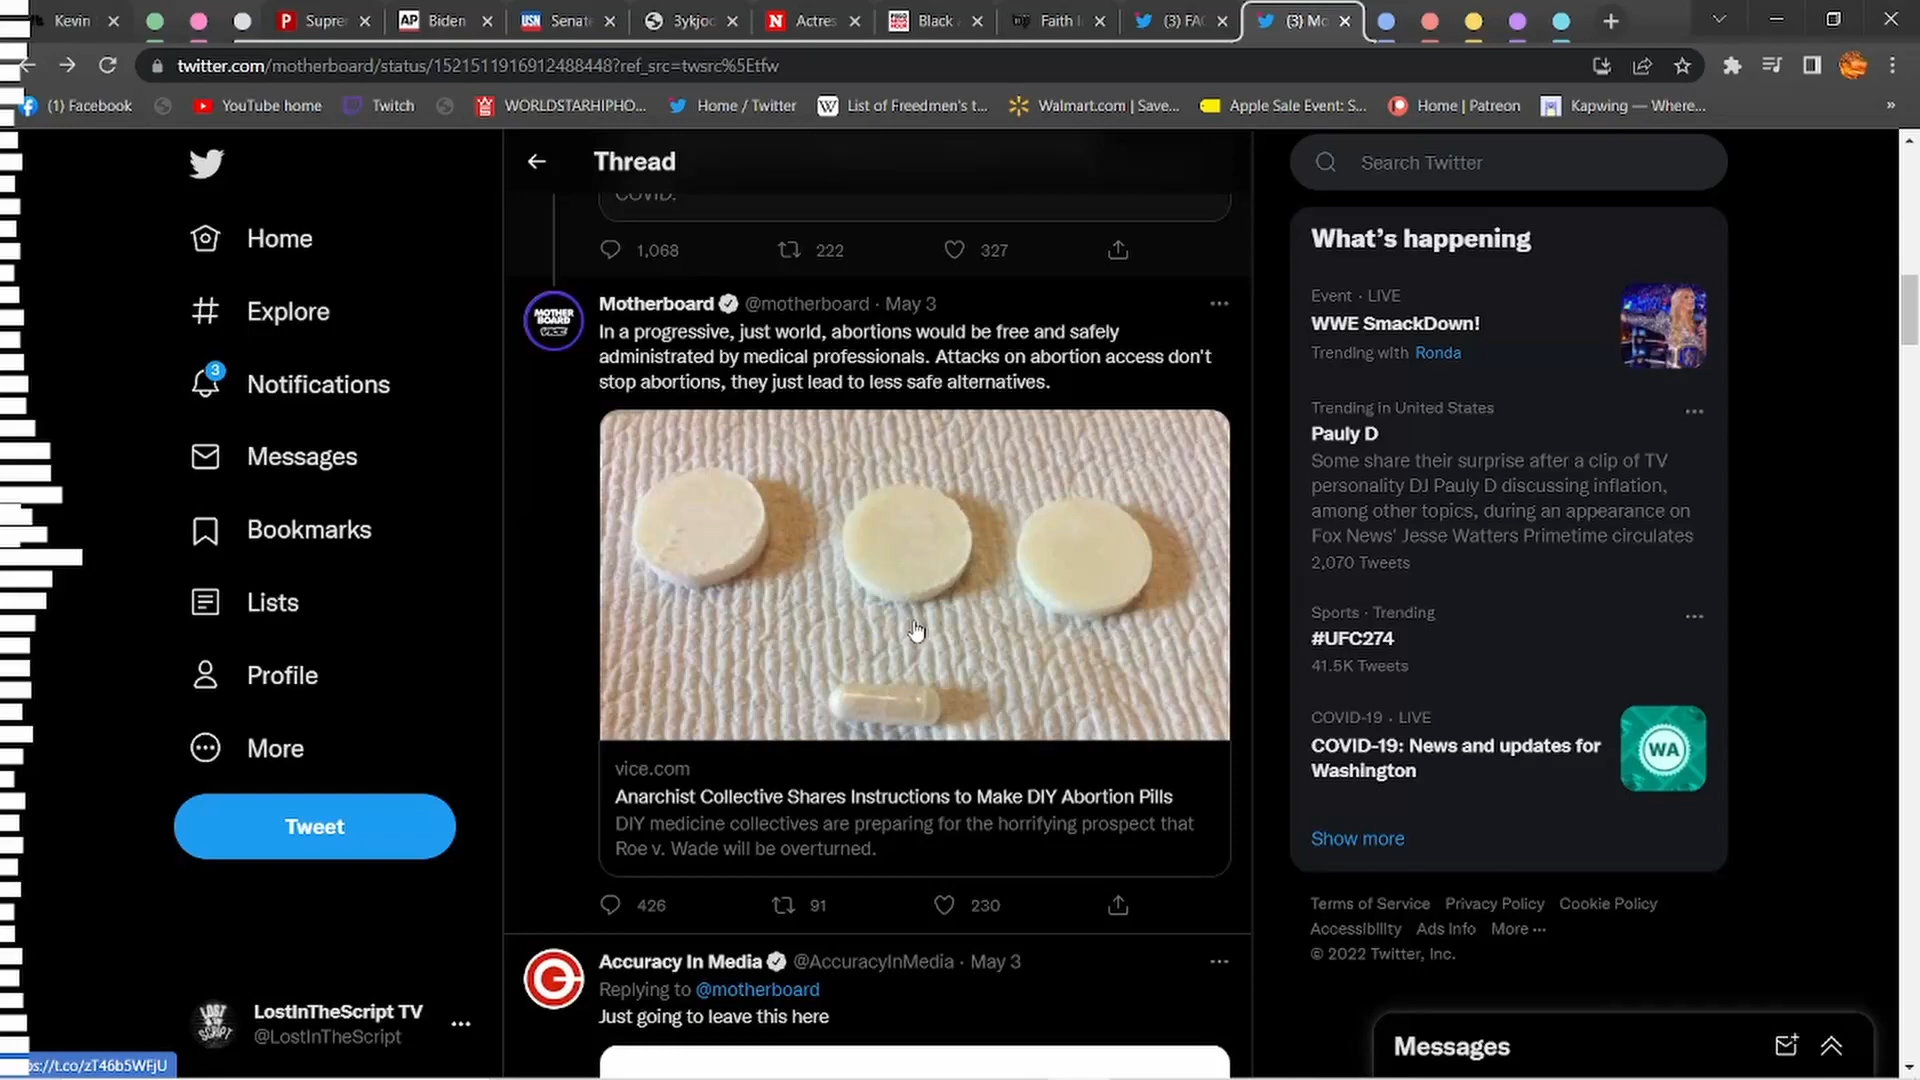 Kevin
Supre
Biden
Senate
3ykjoc
Actres
Black
Faith
(3) FA
(3) Mo
twitter.com/motherboard/status/1521511916912488448?ref_src=twsrc%5Etfw
(1) Facebook
YouTube home
Twitch
WORLDSTARHIPHO...
Home / Twitter
List of Freedmen's t...
Walmart.com | Save...
Apple Sale Event: S...
Home | Patreon
Kapwing — Where...
Home
Explore
3
Notifications
Messages
Bookmarks
Lists
Profile
More
Tweet
LostInTheScript TV
@LostInTheScript
Thread
COVID.
1,068
222
327
MOTHER
BOARD
VICE
Motherboard @motherboard · May 3
In a progressive, just world, abortions would be free and safely
administrated by medical professionals. Attacks on abortion access don't
stop abortions, they just lead to less safe alternatives.
vice.com
Anarchist Collective Shares Instructions to Make DIY Abortion Pills
DIY medicine collectives are preparing for the horrifying prospect that
Roe v. Wade will be overturned.
426
91
230
Accuracy In Media @AccuracyInMedia · May 3
Replying to @motherboard
Just going to leave this here
Search Twitter
What's happening
Event · LIVE
WWE SmackDown!
Trending with Ronda
Trending in United States
Pauly D
Some share their surprise after a clip of TV
personality DJ Pauly D discussing inflation,
among other topics, during an appearance on
Fox News' Jesse Watters Primetime circulates
2,070 Tweets
Sports · Trending
#UFC274
41.5K Tweets
COVID-19 · LIVE
COVID-19: News and updates for
Washington
WA
Show more
Terms of Service Privacy Policy Cookie Policy
Accessibility Ads Info More ···
© 2022 Twitter, Inc.
Messages
ps://t.co/zT46b5WFjU